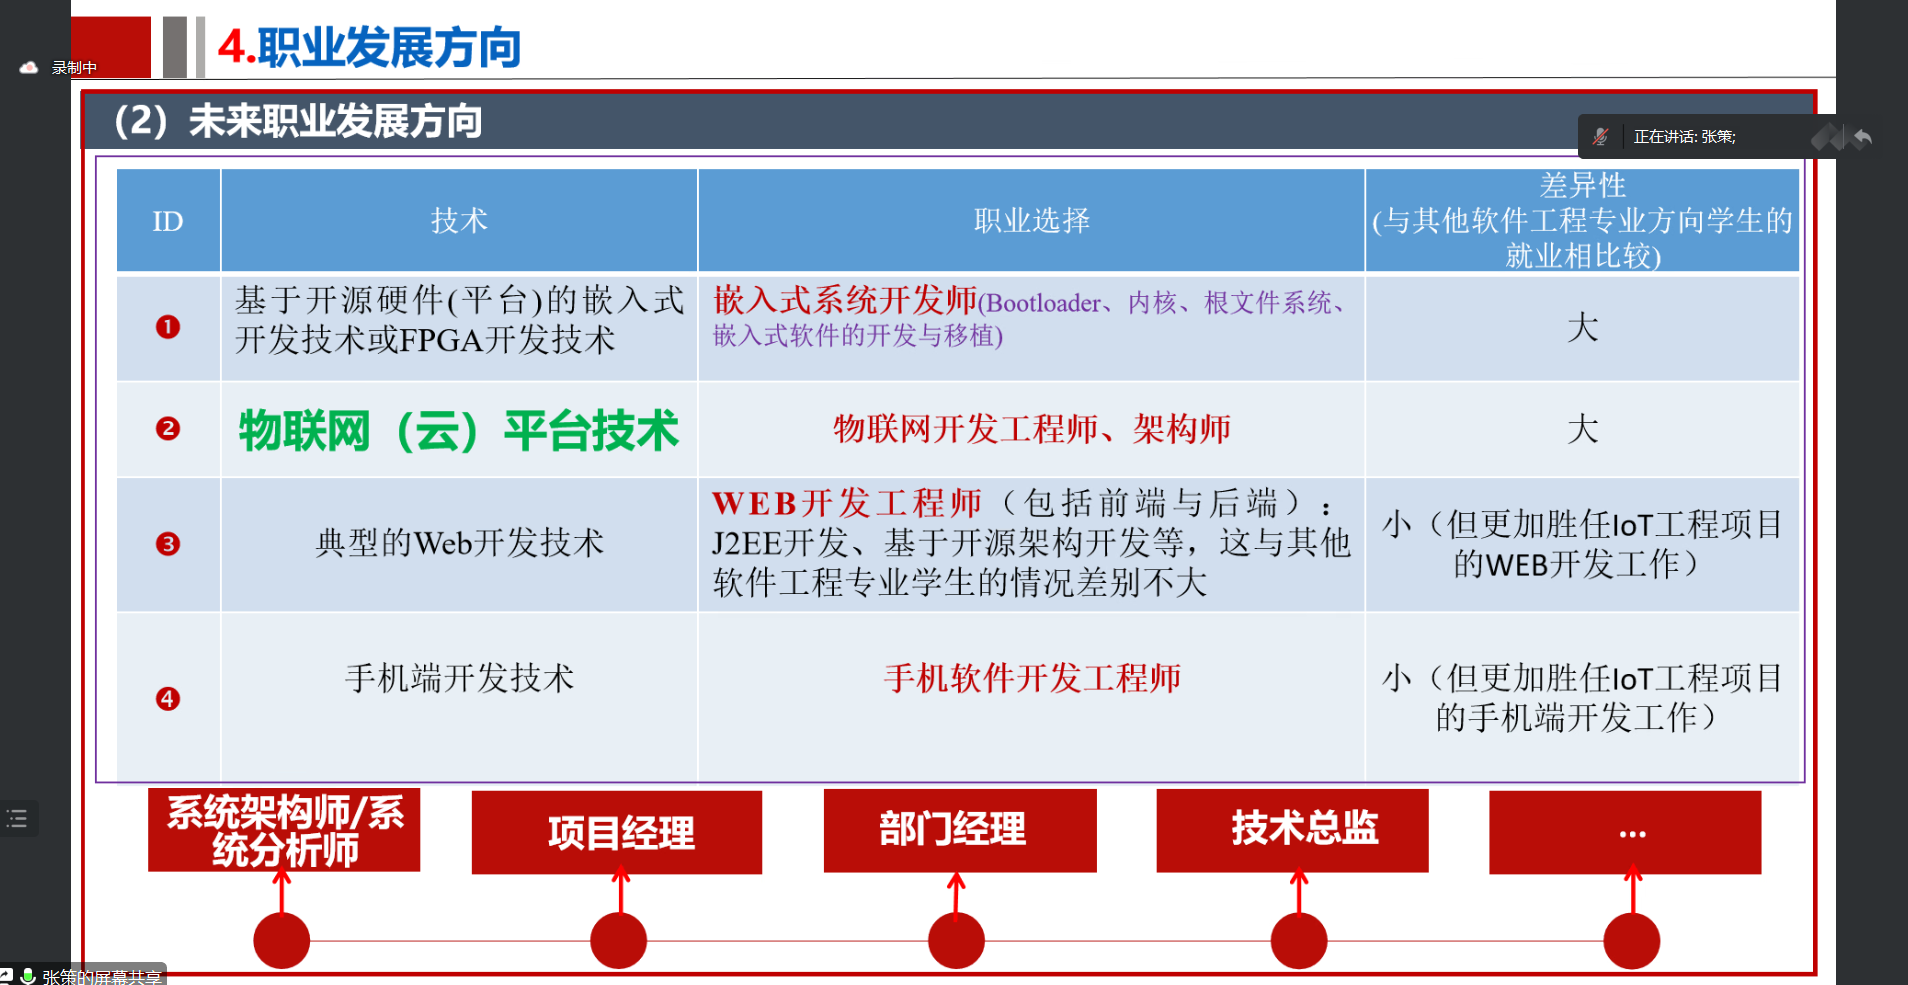 4.职业发展方向
录制中
（2）未来职业发展方向
正在讲话: 张策;
ID
技术
职业选择
差异性
(与其他软件工程专业方向学生的
就业相比较)
❶
基于开源硬件(平台)的嵌入式
开发技术或FPGA开发技术
嵌入式系统开发师(Bootloader、内核、根文件系统、
嵌入式软件的开发与移植)
大
❷
物联网（云）平台技术
物联网开发工程师、架构师
大
❸
典型的Web开发技术
WEB开发工程师（包括前端与后端）：
J2EE开发、基于开源架构开发等，这与其他
软件工程专业学生的情况差别不大
小（但更加胜任IoT工程项目
的WEB开发工作）
❹
手机端开发技术
手机软件开发工程师
小（但更加胜任IoT工程项目
的手机端开发工作）
系统架构师/系
统分析师
项目经理
部门经理
技术总监
...
张策的屏幕共享